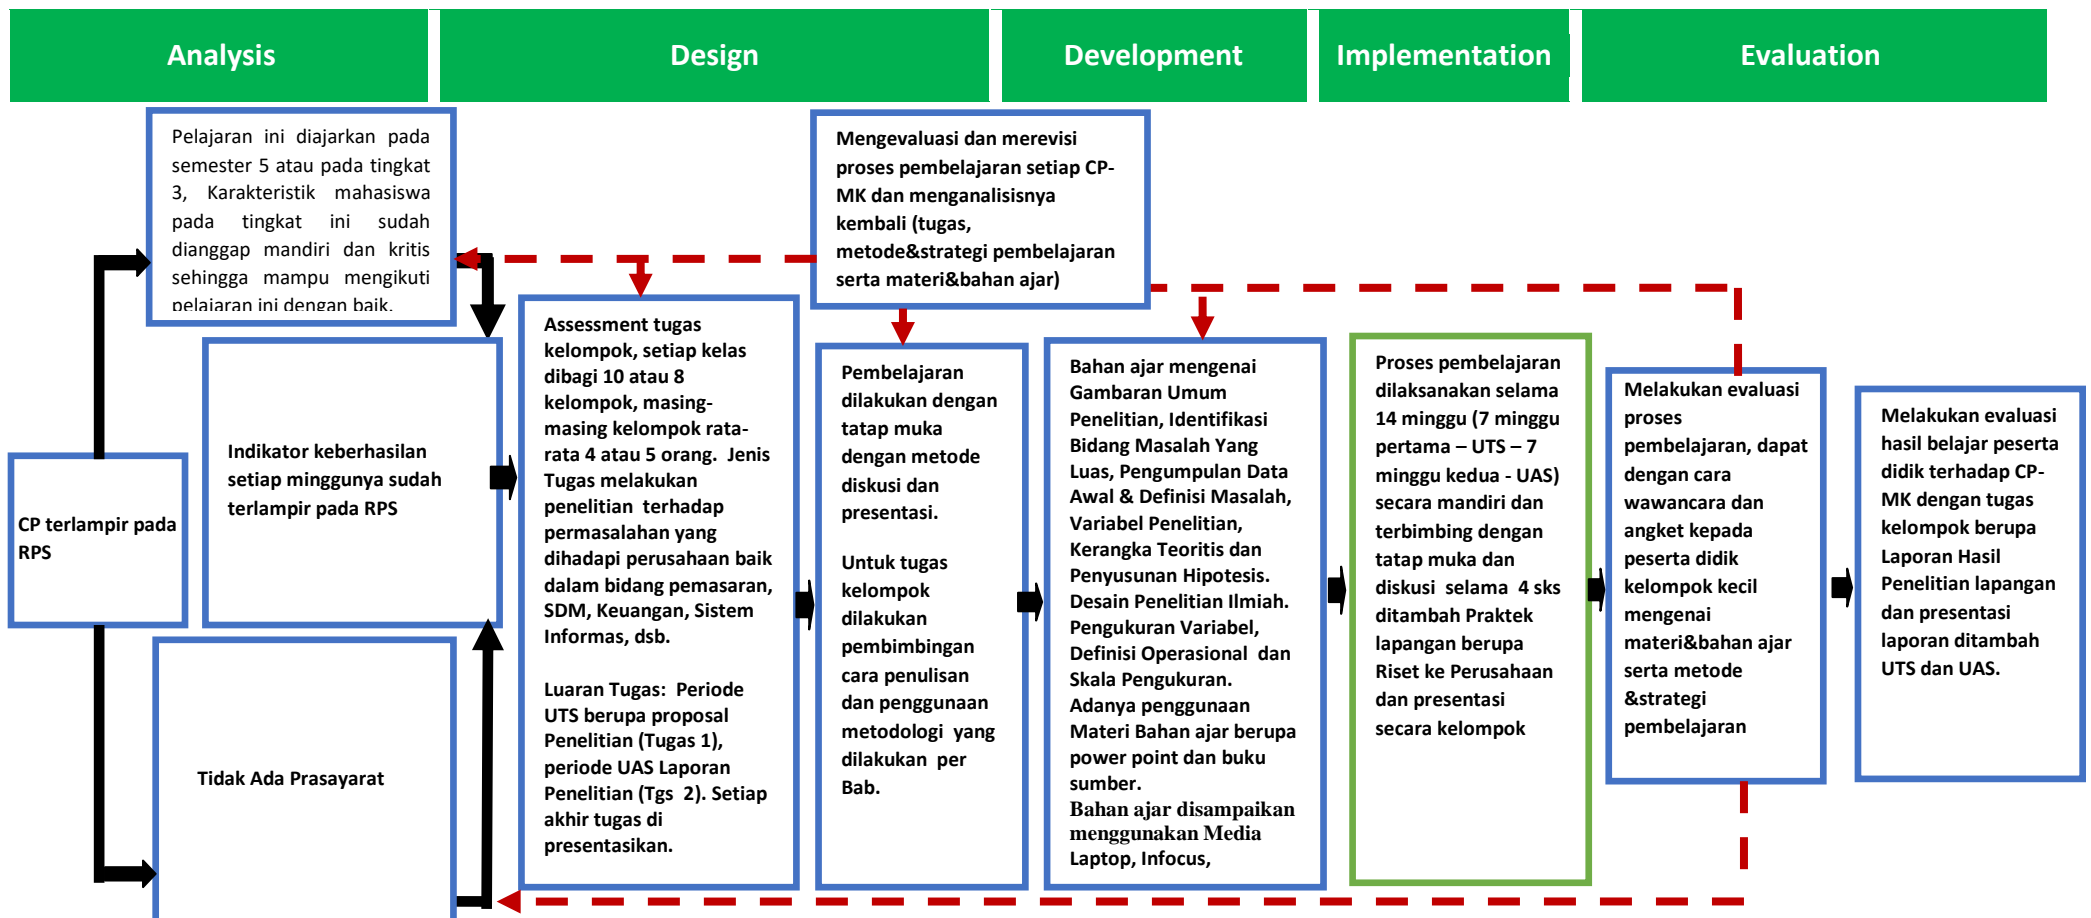 Analysis
Design
Development
Implementation
Evaluation
Pelajaran ini diajarkan pada
semester 5 atau pada tingkat
3, Karakteristik mahasiswa
pada tingkat ini sudah
dianggap mandiri dan kritis
sehingga mampu mengikuti
pelajaran ini dengan baik.
Mengevaluasi dan merevisi
proses pembelajaran setiap CP-
MK dan menganalisisnya
kembali (tugas,
metode&strategi pembelajaran
serta materi&bahan ajar)
CP terlampir pada
RPS
Indikator keberhasilan
setiap minggunya sudah
terlampir pada RPS
Tidak Ada Prasayarat
Assessment tugas
kelompok, setiap kelas
dibagi 10 atau 8
kelompok, masing-
masing kelompok rata-
rata 4 atau 5 orang.  Jenis
Tugas melakukan
penelitian  terhadap
permasalahan yang
dihadapi perusahaan baik
dalam bidang pemasaran,
SDM, Keuangan, Sistem
Informas, dsb.
Luaran Tugas:  Periode
UTS berupa proposal
Penelitian (Tugas 1),
periode UAS Laporan
Penelitian (Tgs  2). Setiap
akhir tugas di
presentasikan.
Pembelajaran
dilakukan dengan
tatap muka
dengan metode
diskusi dan
presentasi.
Untuk tugas
kelompok
dilakukan
pembimbingan
cara penulisan
dan penggunaan
metodologi  yang
dilakukan  per
Bab.
Bahan ajar mengenai
Gambaran Umum
Penelitian, Identifikasi
Bidang Masalah Yang
Luas, Pengumpulan Data
Awal & Definisi Masalah,
Variabel Penelitian,
Kerangka Teoritis dan
Penyusunan Hipotesis.
Desain Penelitian Ilmiah.
Pengukuran Variabel,
Definisi Operasional  dan
Skala Pengukuran.
Adanya penggunaan
Materi Bahan ajar berupa
power point dan buku
sumber.
Bahan ajar disampaikan
menggunakan Media
Laptop, Infocus,
Proses pembelajaran
dilaksanakan selama
14 minggu (7 minggu
pertama – UTS – 7
minggu kedua - UAS)
secara mandiri dan
terbimbing dengan
tatap muka dan
diskusi  selama  4 sks
ditambah Praktek
lapangan berupa
Riset ke Perusahaan
dan presentasi
secara kelompok
Melakukan evaluasi
proses
pembelajaran, dapat
dengan cara
wawancara dan
angket kepada
peserta didik
kelompok kecil
mengenai
materi&bahan ajar
serta metode
&strategi
pembelajaran
Melakukan evaluasi
hasil belajar peserta
didik terhadap CP-
MK dengan tugas
kelompok berupa
Laporan Hasil
Penelitian lapangan
dan presentasi
laporan ditambah
UTS dan UAS.